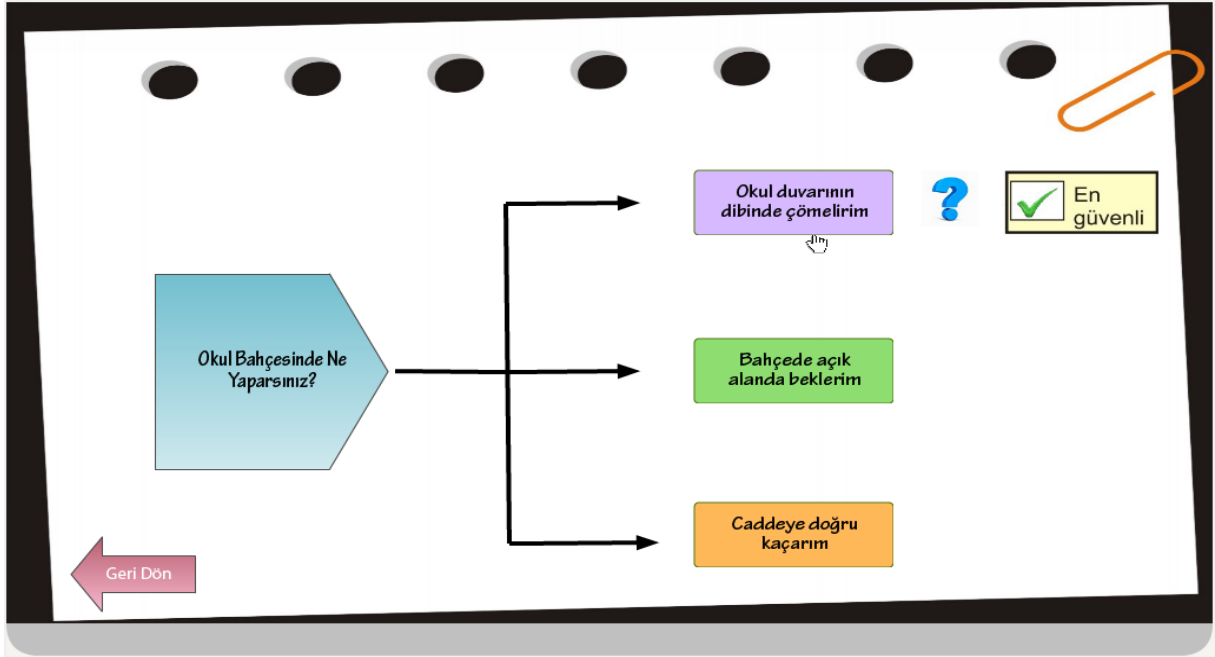 Okul duvarının
dibinde çömelirim
?
En
güvenli
Okul Bahçesinde Ne
Yaparsınız?
Bahçede açık
alanda beklerim
Caddeye doğru
kaçarım
Geri Dön